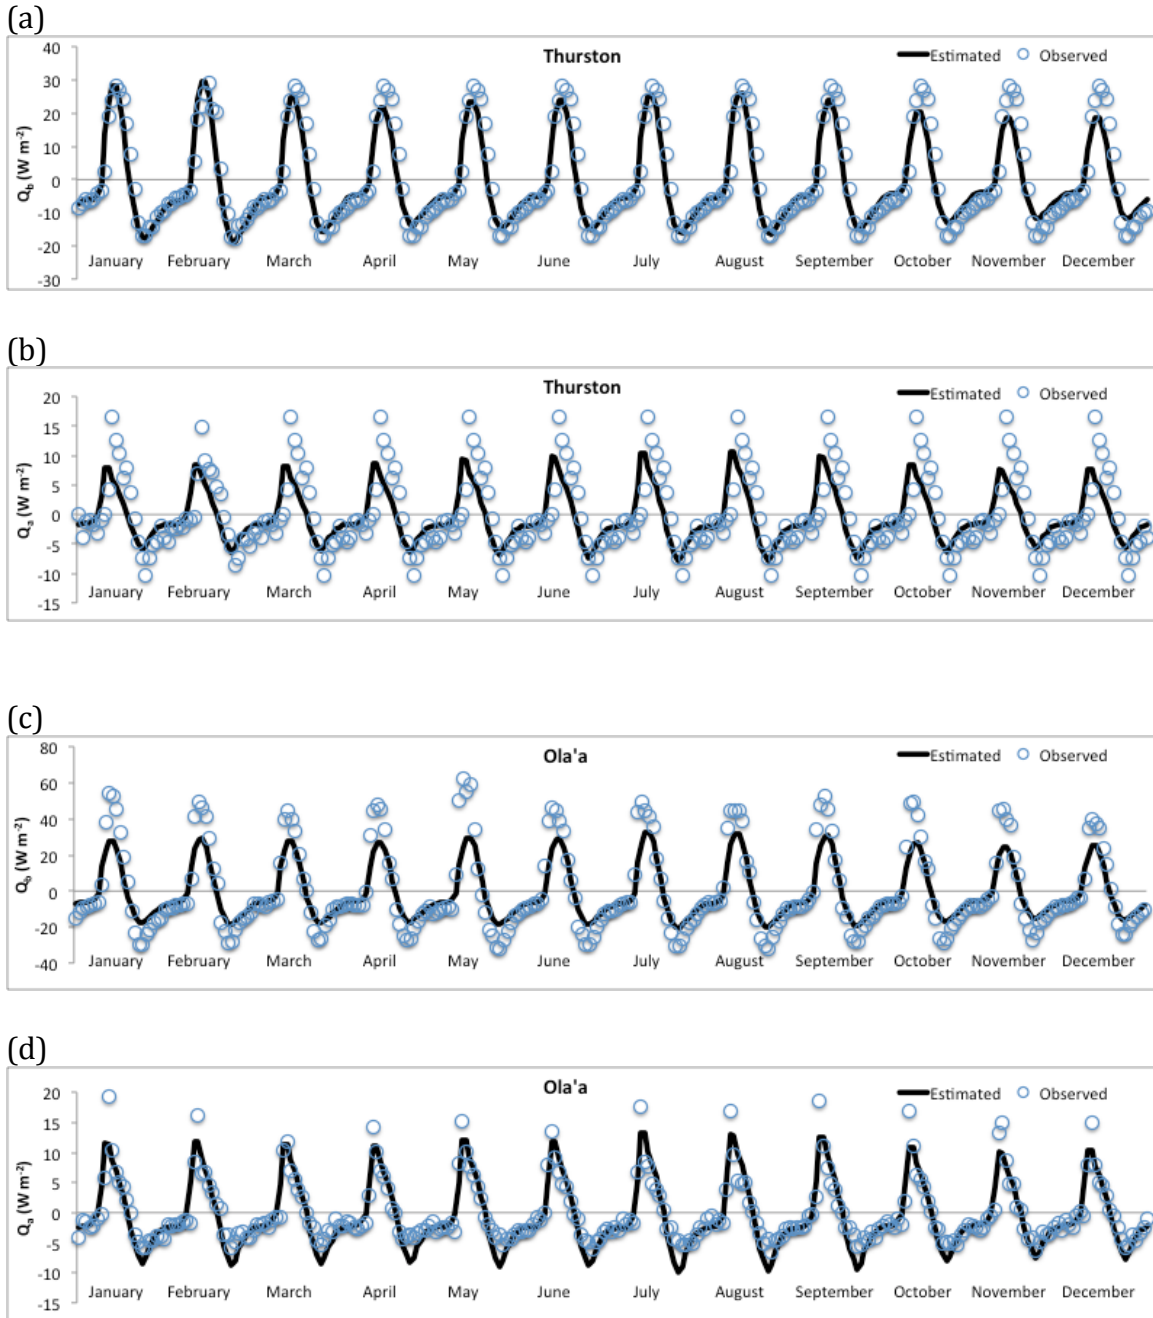 (a)
Thurston
Estimated Observed
40
30
20
10
0
-10
-20
-30
Q_b (W m⁻²)
January February March April May June July August September October November December
(b)
Thurston
Estimated Observed
20
15
10
5
0
-5
-10
-15
Q_a (W m⁻²)
January February March April May June July August September October November December
(c)
Ola'a
Estimated Observed
80
60
40
20
0
-20
-40
Q_b (W m⁻²)
January February March April May June July August September October November December
(d)
Ola'a
Estimated Observed
20
15
10
5
0
-5
-10
-15
Q_a (W m⁻²)
January February March April May June July August September October November December